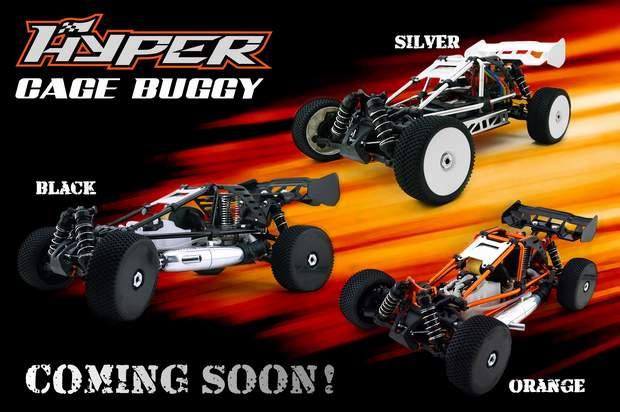 HYPER
CAGE BUGGY
SILVER
BLACK
COMING SOON!
ORANGE